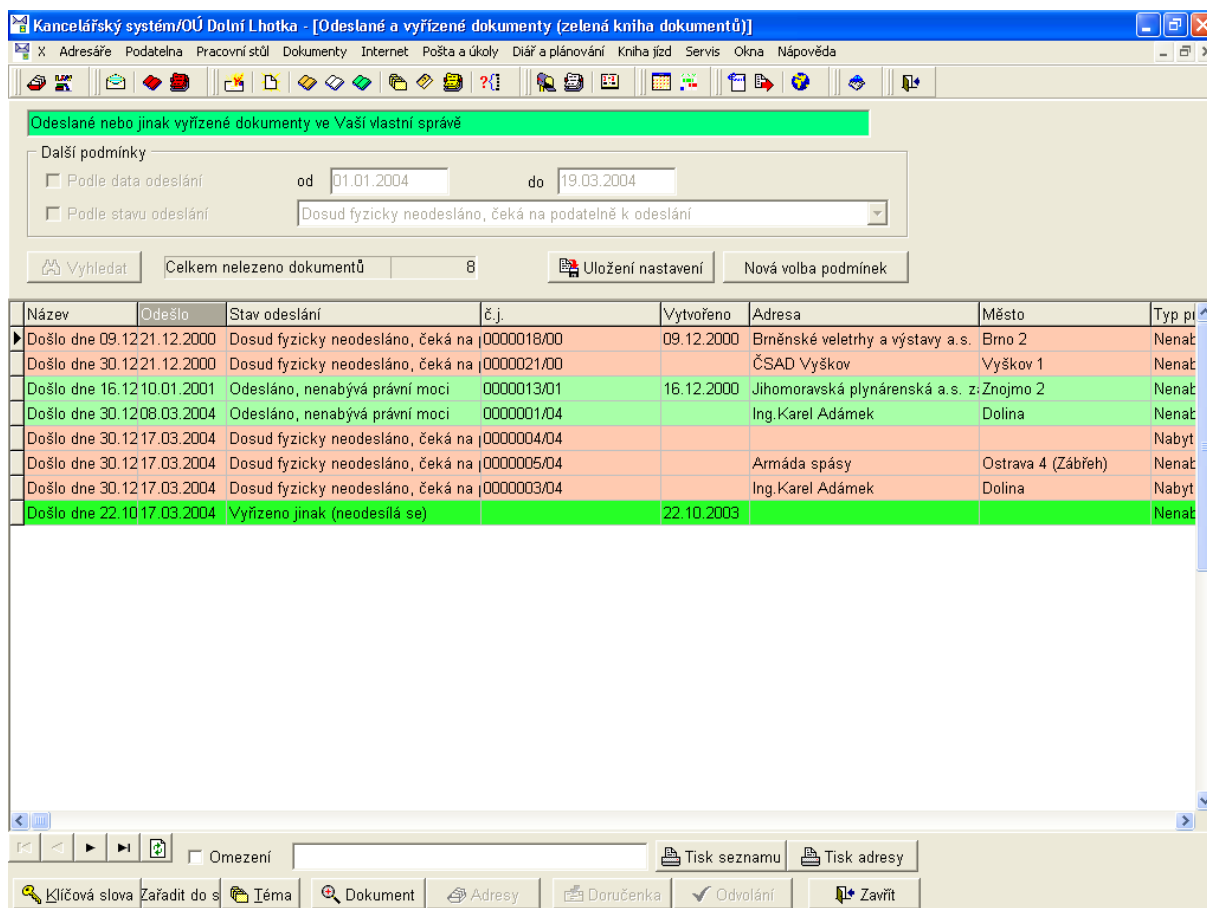 Kancelářský systém/OÚ Dolní Lhotka - [Odeslané a vyřízené dokumenty (zelená kniha dokumentů)]
X Adresáře Podatelna Pracovní stůl Dokumenty Internet Pošta a úkoly Diář a plánování Kniha jízd Servis Okna Nápověda
Odeslané nebo jinak vyřízené dokumenty ve Vaší vlastní správě
Další podmínky
Podle data odeslání od 01.01.2004 do 19.03.2004
Podle stavu odeslání Dosud fyzicky neodesláno, čeká na podatelně k odeslání
Vyhledat Celkem nelezeno dokumentů 8 Uložení nastavení Nová volba podmínek
Název Odešlo Stav odeslání č.j. Vytvořeno Adresa Město Typ pr
Došlo dne 09.12 21.12.2000 Dosud fyzicky neodesláno, čeká na p 0000018/00 09.12.2000 Brněnské veletrhy a výstavy a.s. Brno 2 Nenab
Došlo dne 30.12 21.12.2000 Dosud fyzicky neodesláno, čeká na p 0000021/00 ČSAD Vyškov Vyškov 1 Nenab
Došlo dne 16.12 10.01.2001 Odesláno, nenabývá právní moci 0000013/01 16.12.2000 Jihomoravská plynárenská a.s. zá Znojmo 2 Nenab
Došlo dne 30.12 08.03.2004 Odesláno, nenabývá právní moci 0000001/04 Ing.Karel Adámek Dolina Nenab
Došlo dne 30.12 17.03.2004 Dosud fyzicky neodesláno, čeká na p 0000004/04 Nabyt
Došlo dne 30.12 17.03.2004 Dosud fyzicky neodesláno, čeká na p 0000005/04 Armáda spásy Ostrava 4 (Zábřeh) Nenab
Došlo dne 30.12 17.03.2004 Dosud fyzicky neodesláno, čeká na p 0000003/04 Ing.Karel Adámek Dolina Nabyt
Došlo dne 22.10 17.03.2004 Vyřízeno jinak (neodesílá se) 22.10.2003 Nenab
Omezení Tisk seznamu Tisk adresy
Klíčová slova Zařadit do s Téma Dokument Adresy Doručenka Odvolání Zavřít